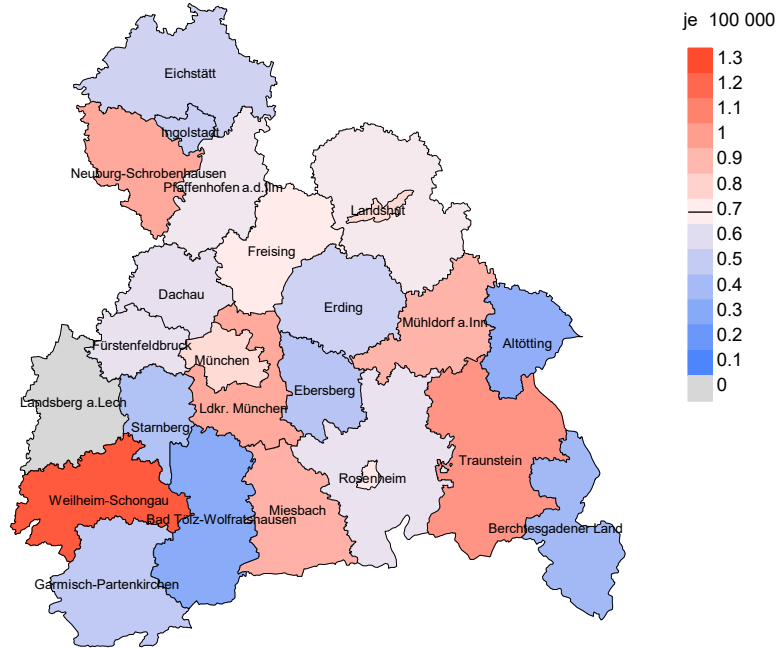 je 100 000
1.3
1.2
1.1
1
0.9
0.8
0.7
0.6
0.5
0.4
0.3
0.2
0.1
0
Eichstätt
Ingolstadt
Neuburg-Schrobenhausen
Pfaffenhofen a.d.Ilm
Landshut
Freising
Dachau
Erding
Mühldorf a.Inn
Altötting
Fürstenfeldbruck
München
Ebersberg
Landsberg a.Lech
Ldkr. München
Starnberg
Traunstein
Rosenheim
Weilheim-Schongau
Miesbach
Bad Tölz-Wolfratshausen
Berchtesgadener Land
Garmisch-Partenkirchen